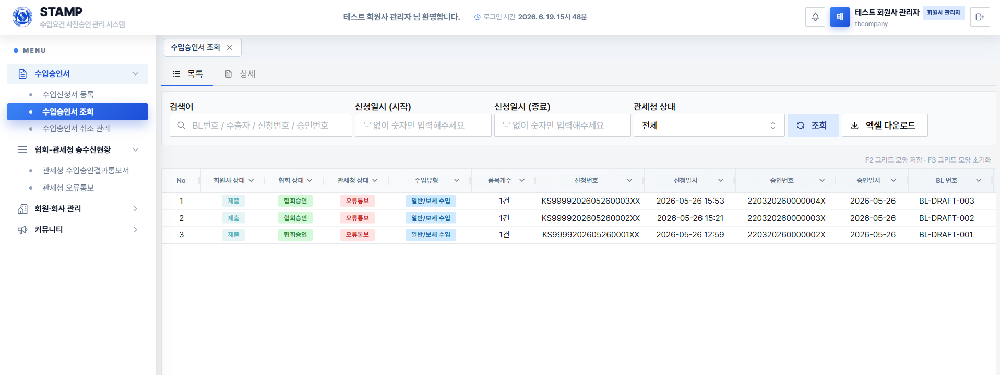 STAMP
수입요건 사전승인 관리 시스템
테스트 회원사 관리자 님 환영합니다.
로그인 시간 2026. 6. 19. 15시 48분
테
테스트 회원사 관리자 회원사 관리자
tbcompany
MENU
수입승인서
수입신청서 등록
수입승인서 조회
수입승인서 취소 관리
협회-관세청 송수신현황
관세청 수입승인결과통보서
관세청 오류통보
회원·회사 관리
커뮤니티
수입승인서 조회
목록 상세
검색어 신청일시 (시작) 신청일시 (종료) 관세청 상태
BL번호 / 수출자 / 신청번호 / 승인번호 '-' 없이 숫자만 입력해주세요 '-' 없이 숫자만 입력해주세요 전체 조회 엑셀 다운로드
F2 그리드 모양 저장 · F3 그리드 모양 초기화
No 회원사 상태 협회 상태 관세청 상태 수입유형 품목개수 신청번호 신청일시 승인번호 승인일시 BL 번호
1 제출 협회승인 오류통보 일반/보세 수입 1건 KS9999202605260003XX 2026-05-26 15:53 220320260000004X 2026-05-26 BL-DRAFT-003
2 제출 협회승인 오류통보 일반/보세 수입 1건 KS9999202605260002XX 2026-05-26 15:21 220320260000003X 2026-05-26 BL-DRAFT-002
3 제출 협회승인 오류통보 일반/보세 수입 1건 KS9999202605260001XX 2026-05-26 12:59 220320260000002X 2026-05-26 BL-DRAFT-001